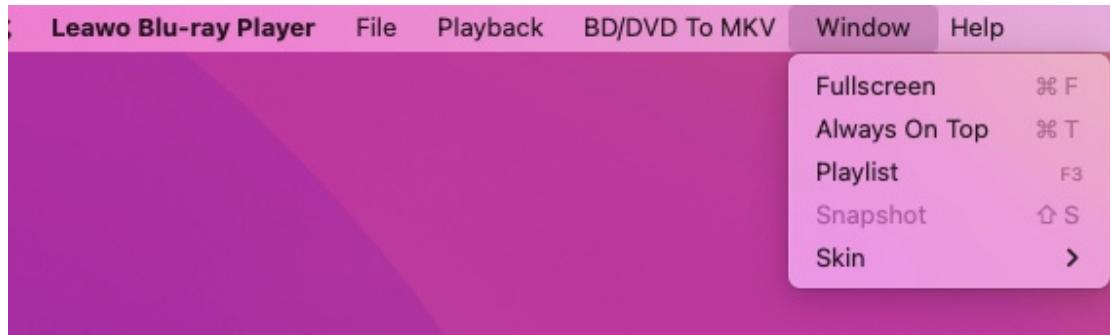 Leawo Blu-ray Player File Playback BD/DVD To MKV Window Help
Fullscreen ⌘ F
Always On Top ⌘ T
Playlist F3
Snapshot ⇧ S
Skin >